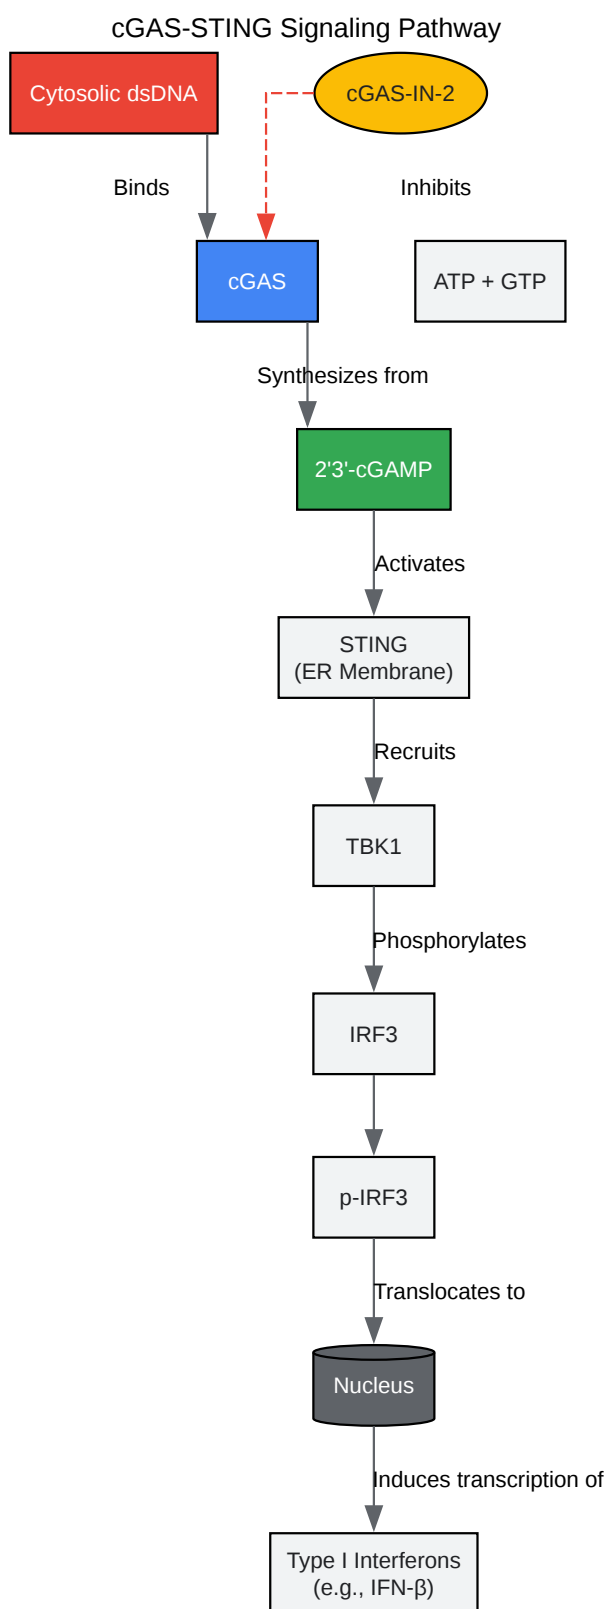 cGAS-STING Signaling Pathway
Cytosolic dsDNA
cGAS-IN-2
Binds
Inhibits
cGAS
ATP + GTP
Synthesizes from
2'3'-cGAMP
Activates
STING
(ER Membrane)
Recruits
TBK1
Phosphorylates
IRF3
p-IRF3
Translocates to
Nucleus
Induces transcription of
Type I Interferons
(e.g., IFN-β)